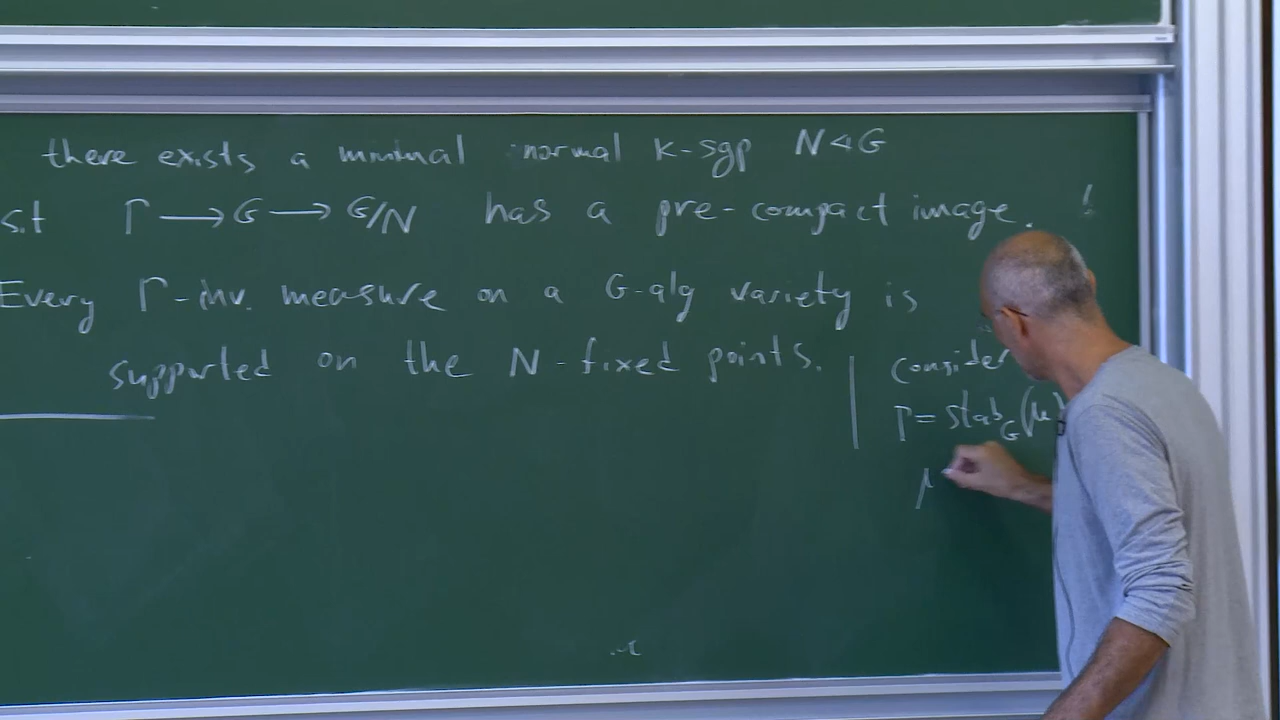 there exists a minimal normal k-sgp N ◁ G
s.t Γ ⟶ G ⟶ G/N has a pre-compact image. !
Every Γ-inv. measure on a G-alg variety is
supported on the N-fixed points.
consider
Γ = Stab_G(μ)
μ